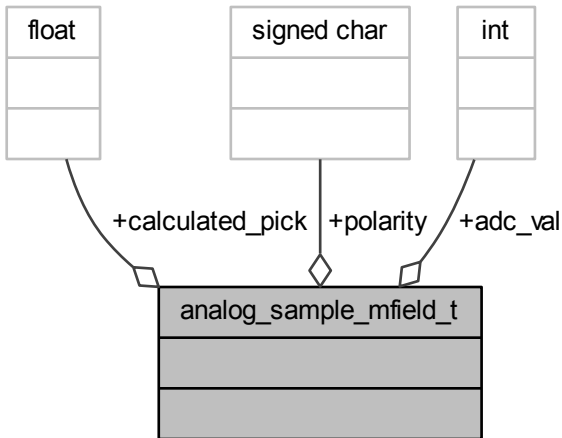 float
signed char
int
+calculated_pick
+polarity
+adc_val
analog_sample_mfield_t